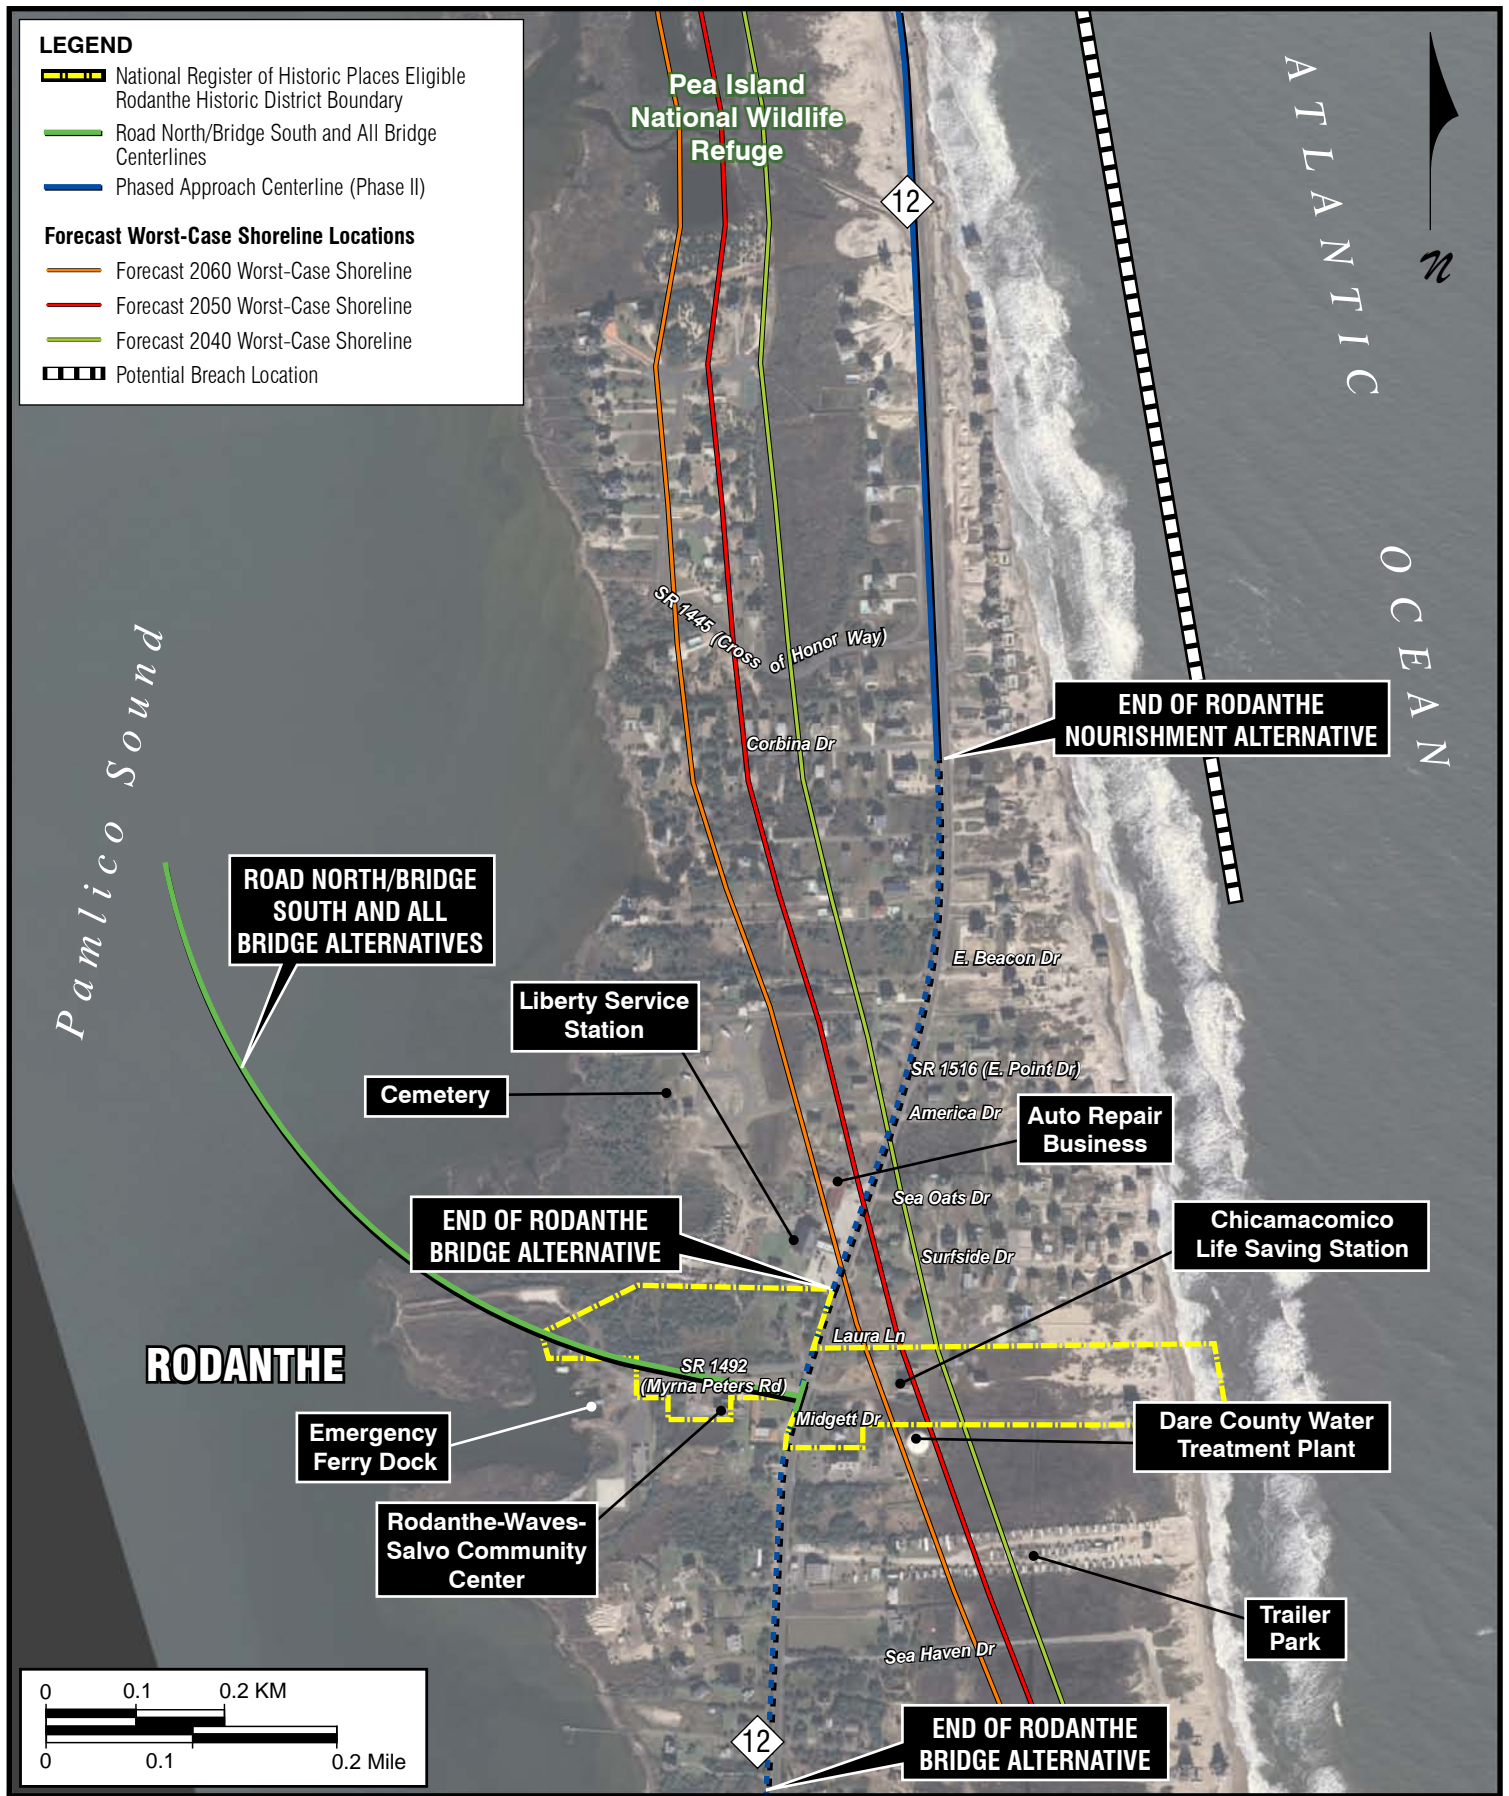 LEGEND
National Register of Historic Places Eligible
Rodanthe Historic District Boundary
Road North/Bridge South and All Bridge
Centerlines
Phased Approach Centerline (Phase II)
Forecast Worst-Case Shoreline Locations
Forecast 2060 Worst-Case Shoreline
Forecast 2050 Worst-Case Shoreline
Forecast 2040 Worst-Case Shoreline
Potential Breach Location
Pea Island
National Wildlife
Refuge
12
ATLANTIC
N
OCEAN
SR 1445 (Cross of Honor Way)
END OF RODANTHE
NOURISHMENT ALTERNATIVE
Corbina Dr
Pamlico Sound
ROAD NORTH/BRIDGE
SOUTH AND ALL
BRIDGE ALTERNATIVES
E. Beacon Dr
Liberty Service
Station
SR 1516 (E. Point Dr)
Cemetery
America Dr
Auto Repair
Business
Sea Oats Dr
END OF RODANTHE
BRIDGE ALTERNATIVE
Chicamacomico
Life Saving Station
Surfside Dr
Laura Ln
RODANTHE
SR 1492
(Myrna Peters Rd)
Midgett Dr
Dare County Water
Treatment Plant
Emergency
Ferry Dock
Rodanthe-Waves-
Salvo Community
Center
Trailer
Park
Sea Haven Dr
0 0.1 0.2 KM
0 0.1 0.2 Mile
12
END OF RODANTHE
BRIDGE ALTERNATIVE